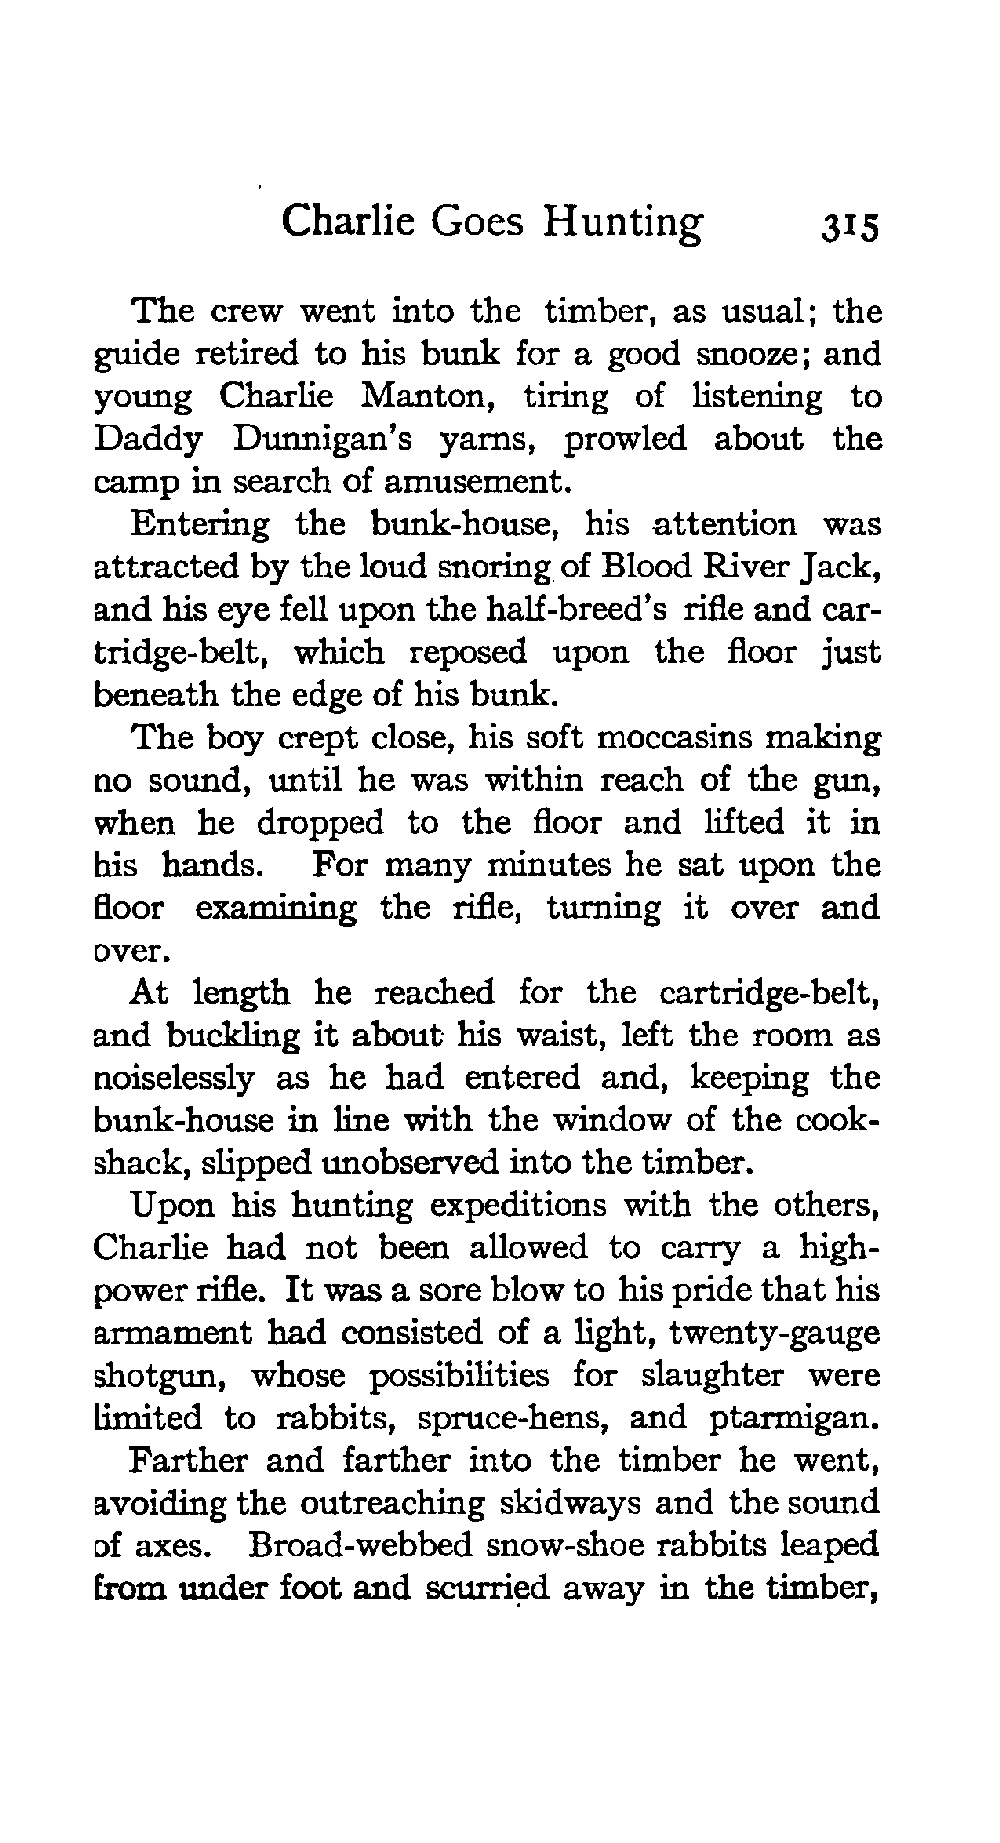 Charlie Goes Hunting 315
The crew went into the timber, as usual; the
guide retired to his bunk for a good snooze; and
young Charlie Manton, tiring of listening to
Daddy Dunnigan's yarns, prowled about the
camp in search of amusement.
Entering the bunk-house, his attention was
attracted by the loud snoring of Blood River Jack,
and his eye fell upon the half-breed's rifle and car-
tridge-belt, which reposed upon the floor just
beneath the edge of his bunk.
The boy crept close, his soft moccasins making
no sound, until he was within reach of the gun,
when he dropped to the floor and lifted it in
his hands. For many minutes he sat upon the
floor examining the rifle, turning it over and
over.
At length he reached for the cartridge-belt,
and buckling it about his waist, left the room as
noiselessly as he had entered and, keeping the
bunk-house in line with the window of the cook-
shack, slipped unobserved into the timber.
Upon his hunting expeditions with the others,
Charlie had not been allowed to carry a high-
power rifle. It was a sore blow to his pride that his
armament had consisted of a light, twenty-gauge
shotgun, whose possibilities for slaughter were
limited to rabbits, spruce-hens, and ptarmigan.
Farther and farther into the timber he went,
avoiding the outreaching skidways and the sound
of axes. Broad-webbed snow-shoe rabbits leaped
from under foot and scurried away in the timber,